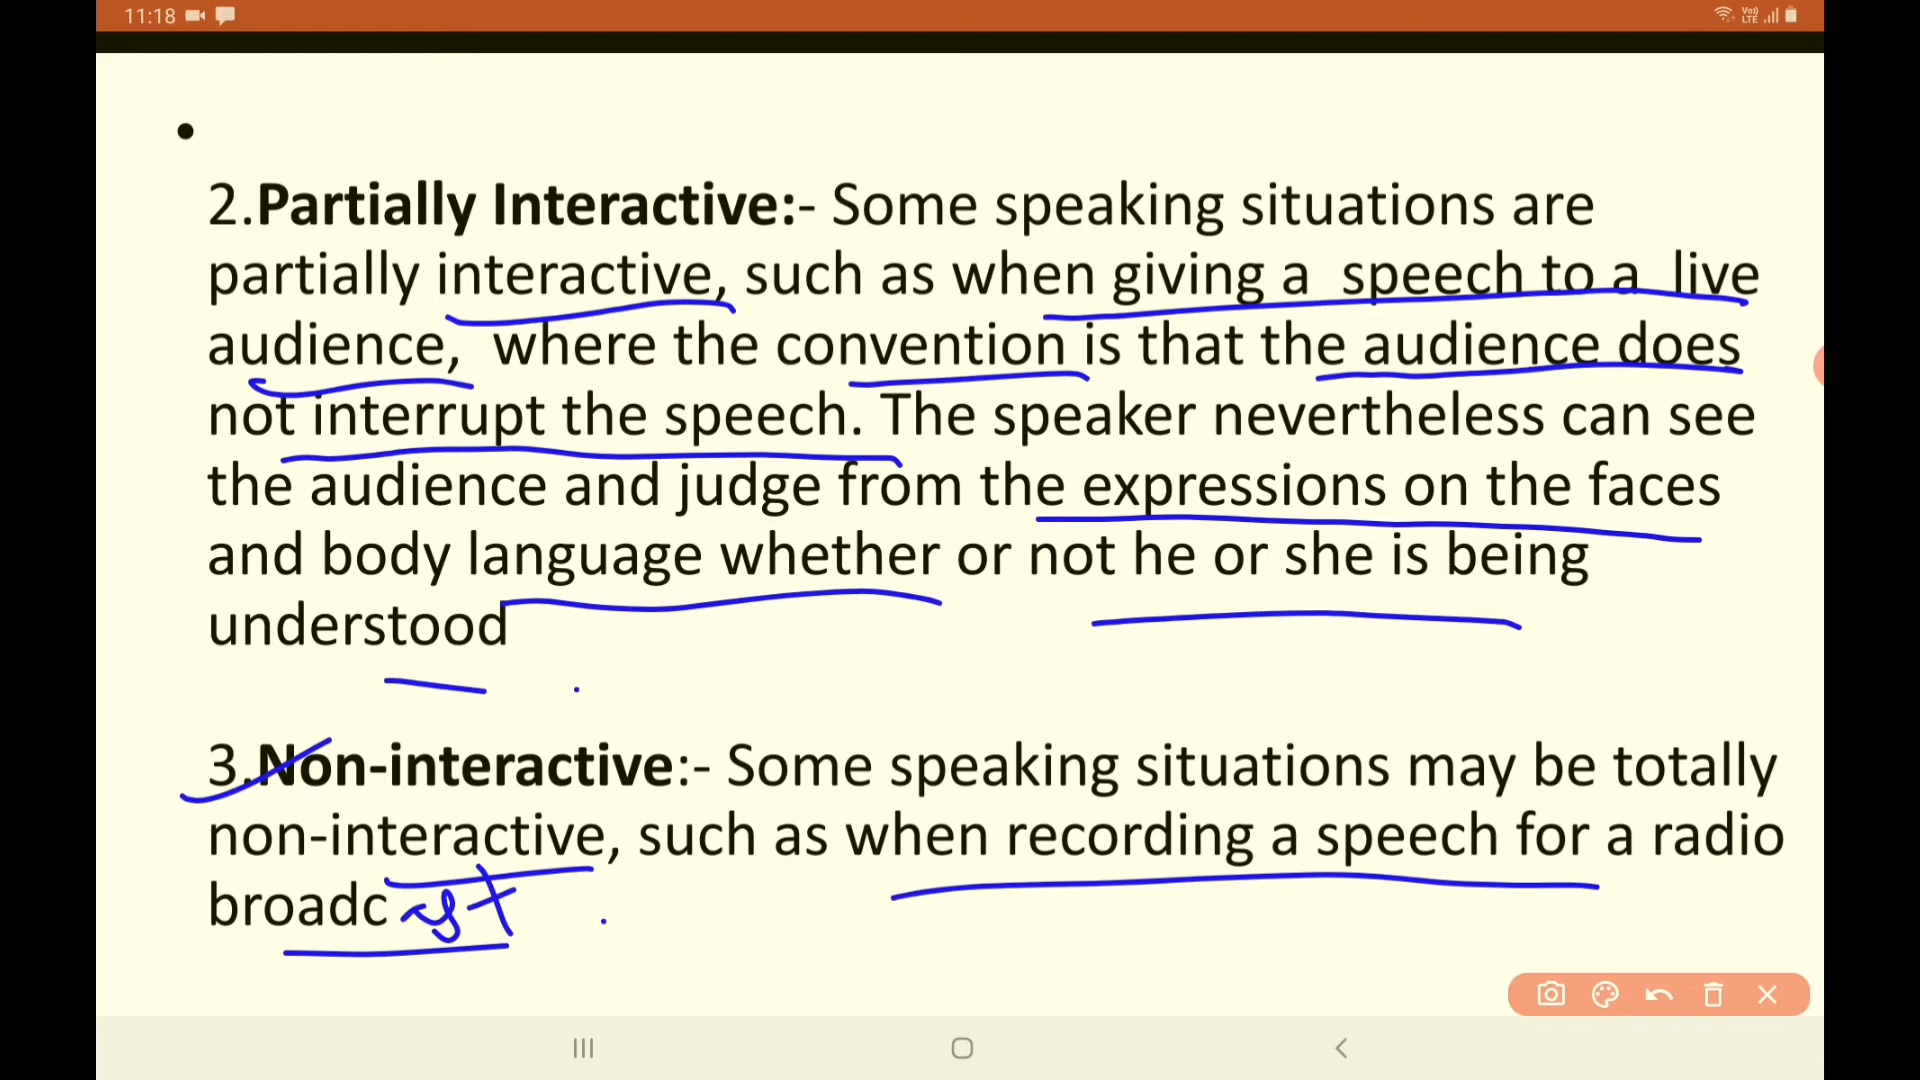 11:18
•
2.Partially Interactive:- Some speaking situations are
partially interactive, such as when giving a speech to a live
audience, where the convention is that the audience does
not interrupt the speech. The speaker nevertheless can see
the audience and judge from the expressions on the faces
and body language whether or not he or she is being
understood
3.Non-interactive:- Some speaking situations may be totally
non-interactive, such as when recording a speech for a radio
broadcast